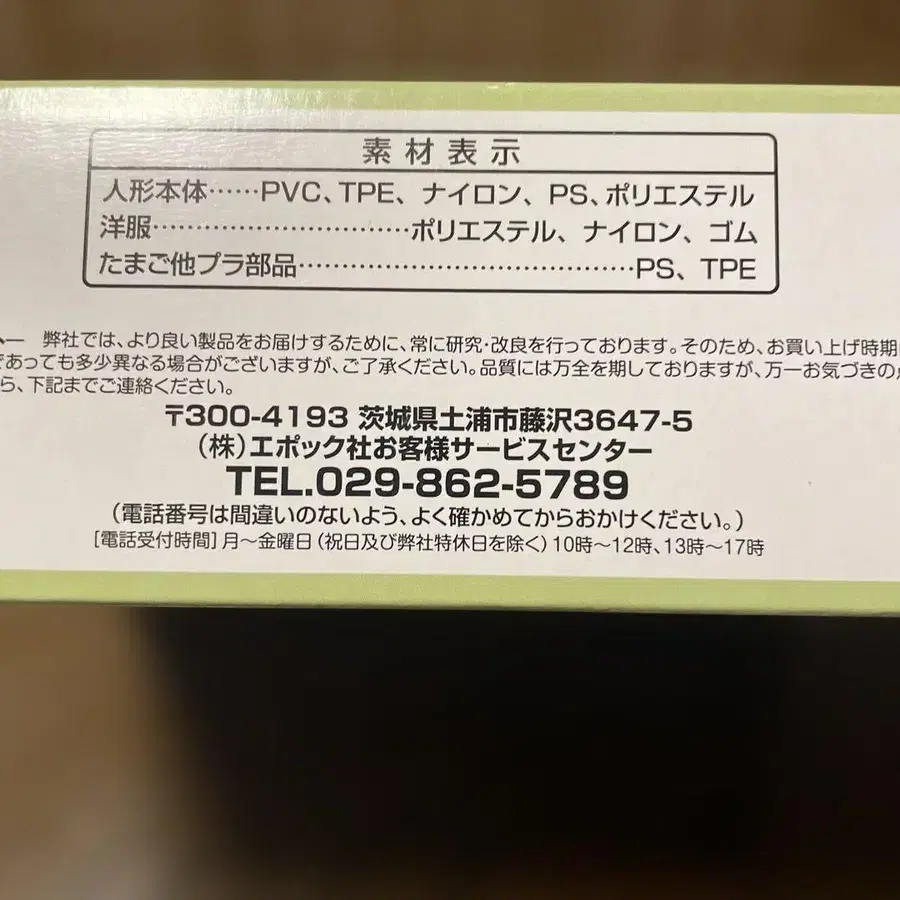 素材表示
人形本体……PVC、TPE、ナイロン、PS、ポリエステル
洋服…………………………ポリエステル、ナイロン、ゴム
たまご他プラ部品…………………………………PS、TPE
弊社では、より良い製品をお届けするために、常に研究・改良を行っております。そのため、お買い上げ時期
であっても多少異なる場合がございますが、ご了承ください。品質には万全を期しておりますが、万一お気づきの
ら、下記までご連絡ください。
〒300-4193 茨城県土浦市藤沢3647-5
（株）エポック社お客様サービスセンター
TEL.029-862-5789
（電話番号は間違いのないよう、よく確かめてからおかけください。）
[電話受付時間] 月〜金曜日（祝日及び弊社特休日を除く）10時〜12時、13時〜17時